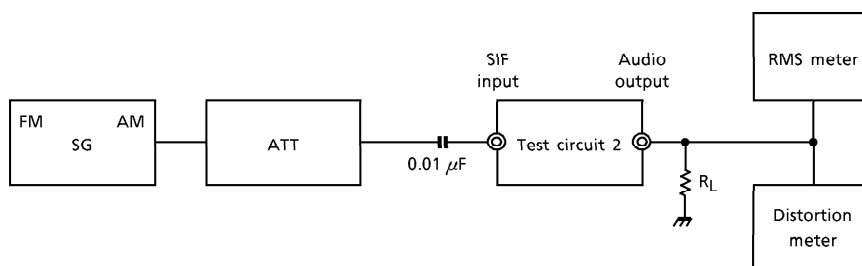 SIF
input
Audio
output
RMS meter
FM
AM
SG
ATT
0.01 μF
Test circuit 2
RL
Distortion
meter